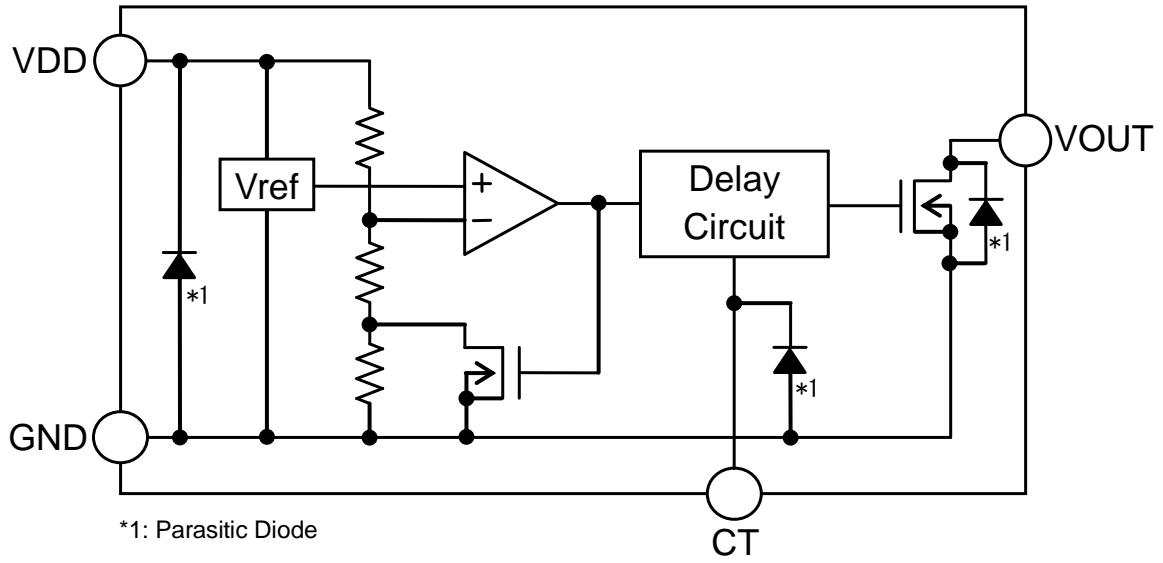 VDD
VOUT
Vref
+
−
Delay
Circuit
*1
*1
*1
GND
CT
*1: Parasitic Diode